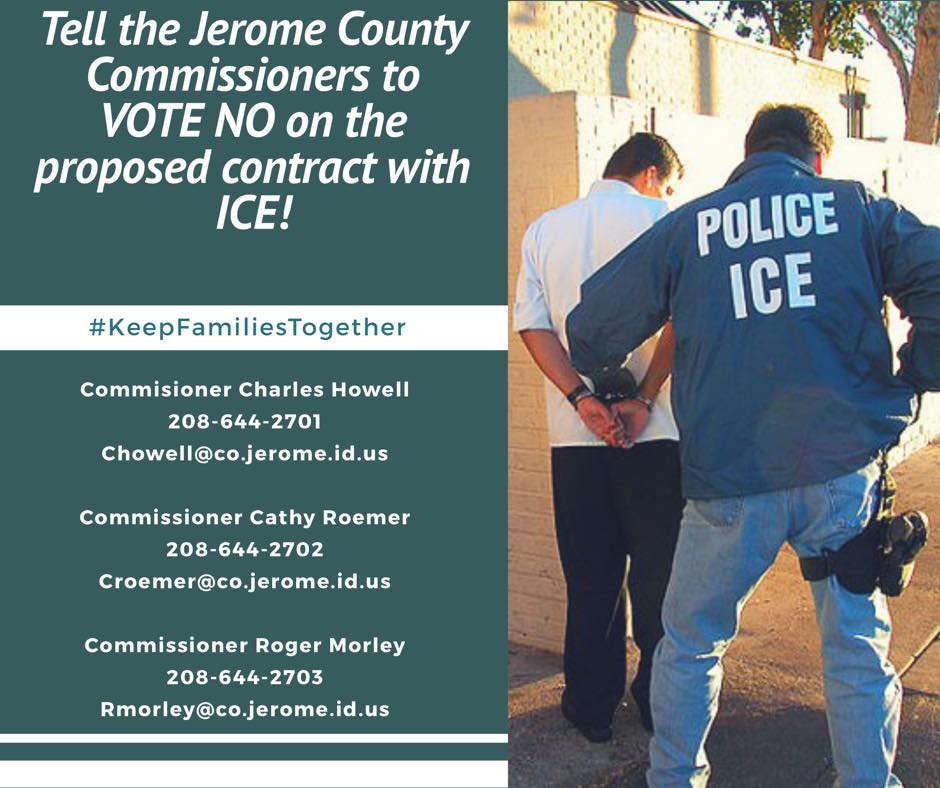 Tell the Jerome County
Commissioners to
VOTE NO on the
proposed contract with
ICE!
#KeepFamiliesTogether
Commisioner Charles Howell
208-644-2701
Chowell@co.jerome.id.us
Commissioner Cathy Roemer
208-644-2702
Croemer@co.jerome.id.us
Commissioner Roger Morley
208-644-2703
Rmorley@co.jerome.id.us
POLICE
ICE